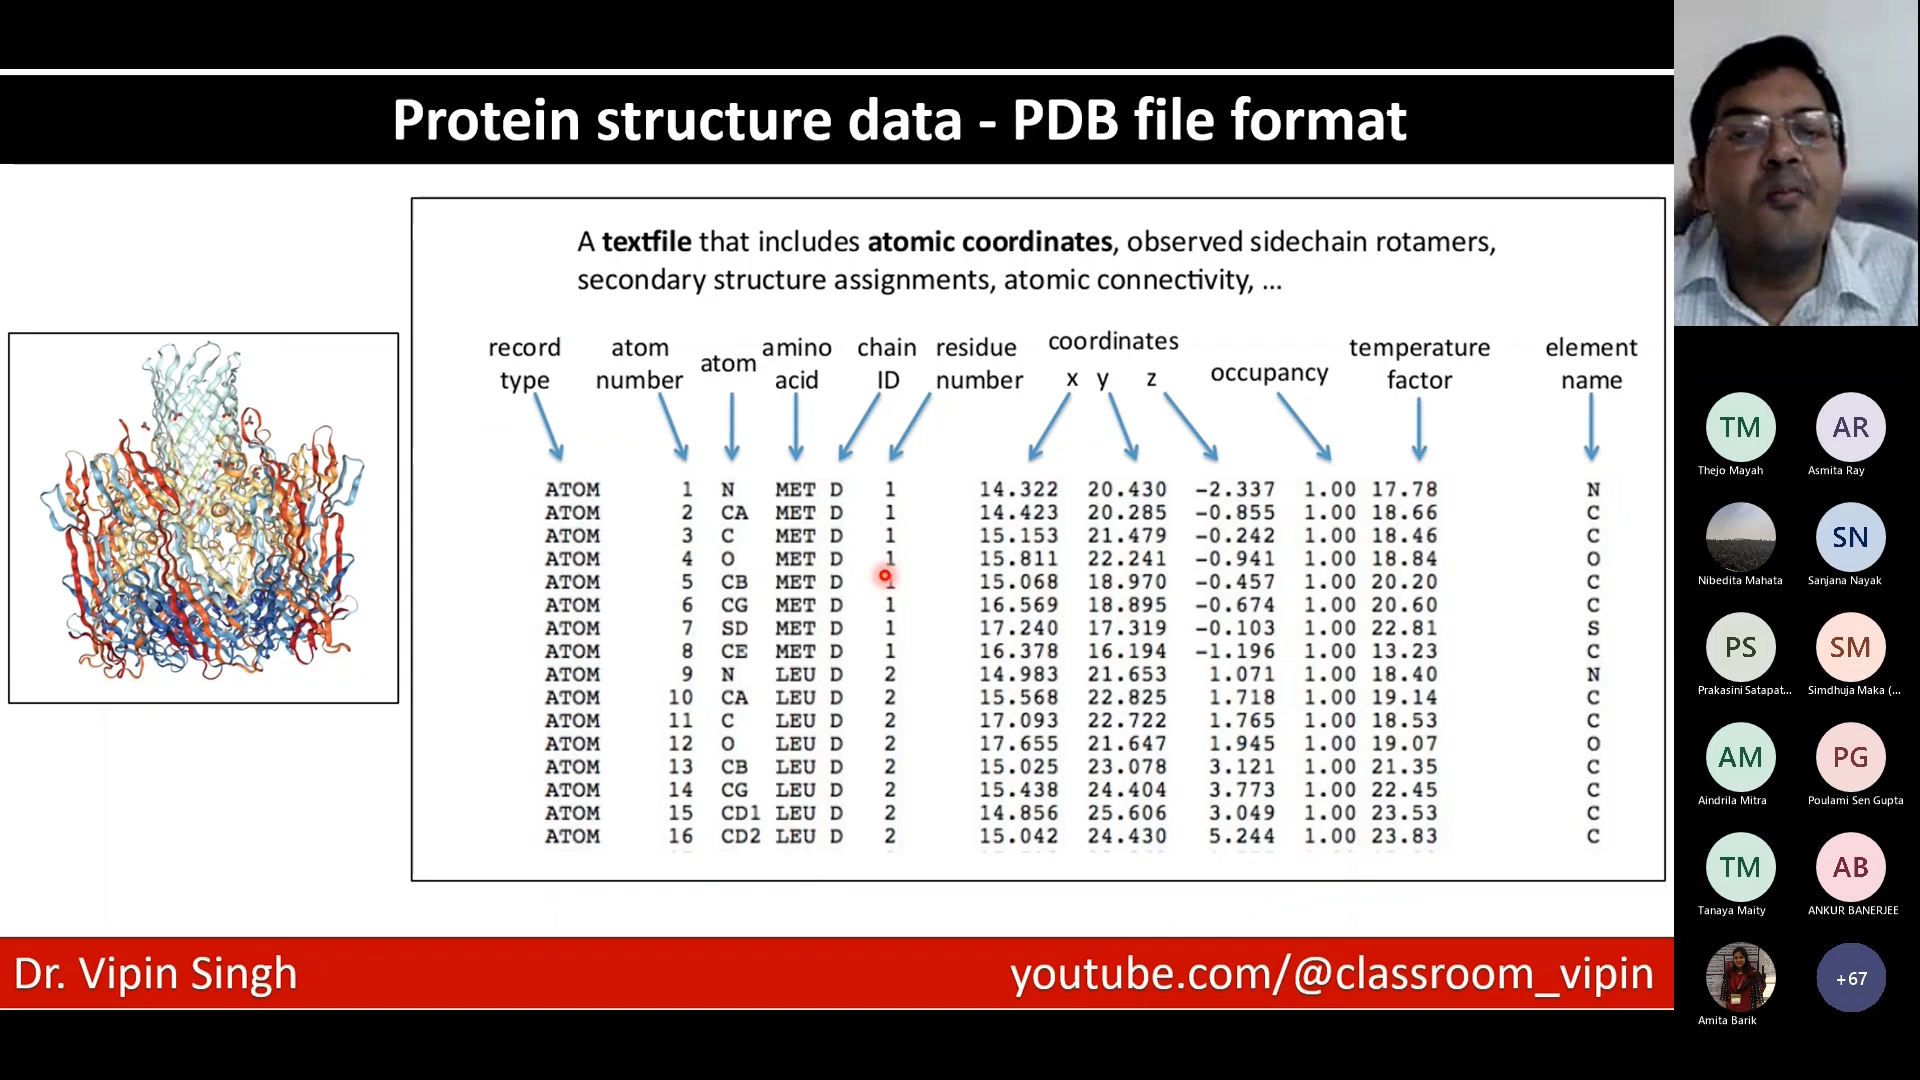 Protein structure data - PDB file format
A textfile that includes atomic coordinates, observed sidechain rotamers,
secondary structure assignments, atomic connectivity, ...
record type
atom number
atom
amino acid
chain ID
residue number
coordinates
x y z
occupancy
temperature factor
element name
ATOM 1 N MET D 1 14.322 20.430 -2.337 1.00 17.78 N
ATOM 2 CA MET D 1 14.423 20.285 -0.855 1.00 18.66 C
ATOM 3 C MET D 1 15.153 21.479 -0.242 1.00 18.46 C
ATOM 4 O MET D 1 15.811 22.241 -0.941 1.00 18.84 O
ATOM 5 CB MET D 1 15.068 18.970 -0.457 1.00 20.20 C
ATOM 6 CG MET D 1 16.569 18.895 -0.674 1.00 20.60 C
ATOM 7 SD MET D 1 17.240 17.319 -0.103 1.00 22.81 S
ATOM 8 CE MET D 1 16.378 16.194 -1.196 1.00 13.23 C
ATOM 9 N LEU D 2 14.983 21.653 1.071 1.00 18.40 N
ATOM 10 CA LEU D 2 15.568 22.825 1.718 1.00 19.14 C
ATOM 11 C LEU D 2 17.093 22.722 1.765 1.00 18.53 C
ATOM 12 O LEU D 2 17.655 21.647 1.945 1.00 19.07 O
ATOM 13 CB LEU D 2 15.025 23.078 3.121 1.00 21.35 C
ATOM 14 CG LEU D 2 15.438 24.404 3.773 1.00 22.45 C
ATOM 15 CD1 LEU D 2 14.856 25.606 3.049 1.00 23.53 C
ATOM 16 CD2 LEU D 2 15.042 24.430 5.244 1.00 23.83 C
Dr. Vipin Singh
youtube.com/@classroom_vipin
TM AR
Thejo Mayah Asmita Ray
SN
Nibedita Mahata Sanjana Nayak
PS SM
Prakasini Satapat... Simdhuja Maka (...
AM PG
Aindrila Mitra Poulami Sen Gupta
TM AB
Tanaya Maity ANKUR BANERJEE
+67
Amita Barik